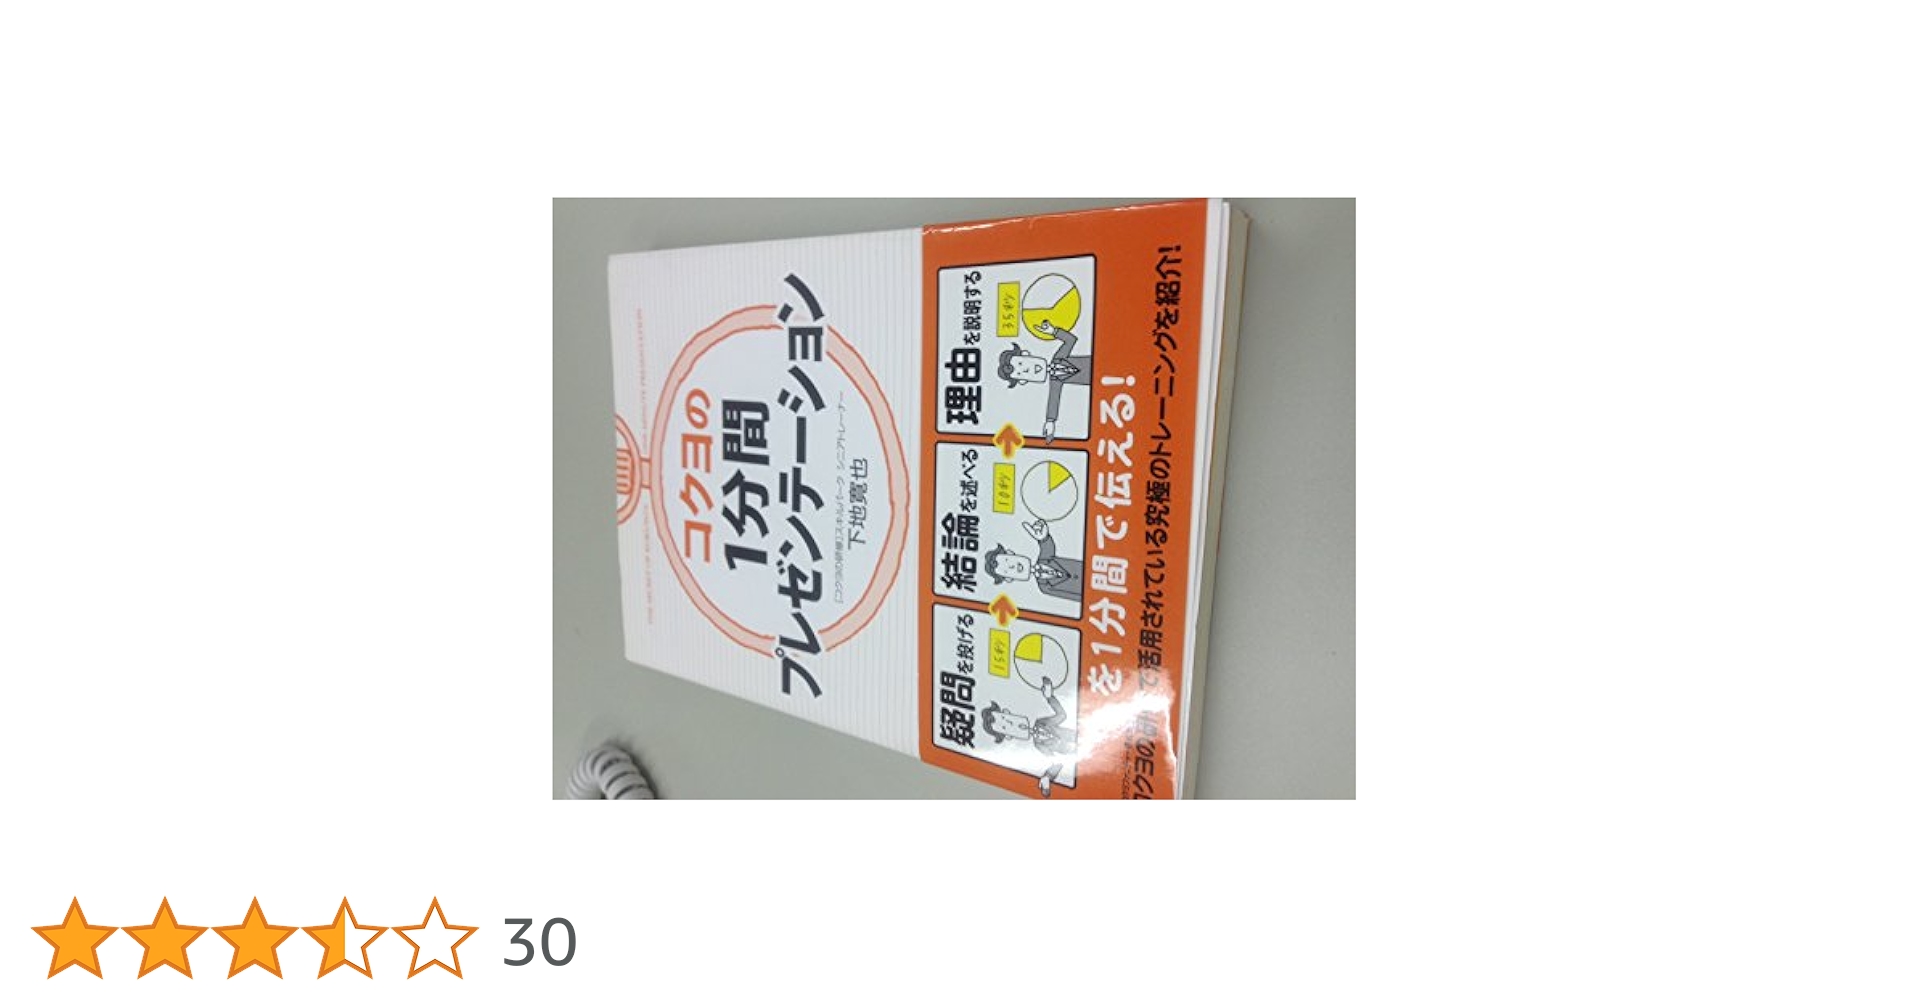 コクヨの
1分間
プレゼンテーション
[コクヨの研修]スキルパーク シニアトレーナー
下地寛也
疑問を投げる
15秒
結論を述べる
10秒
理由を説明する
35秒
を1分間で伝える!
で活用されている究極のトレーニングを紹介!
30